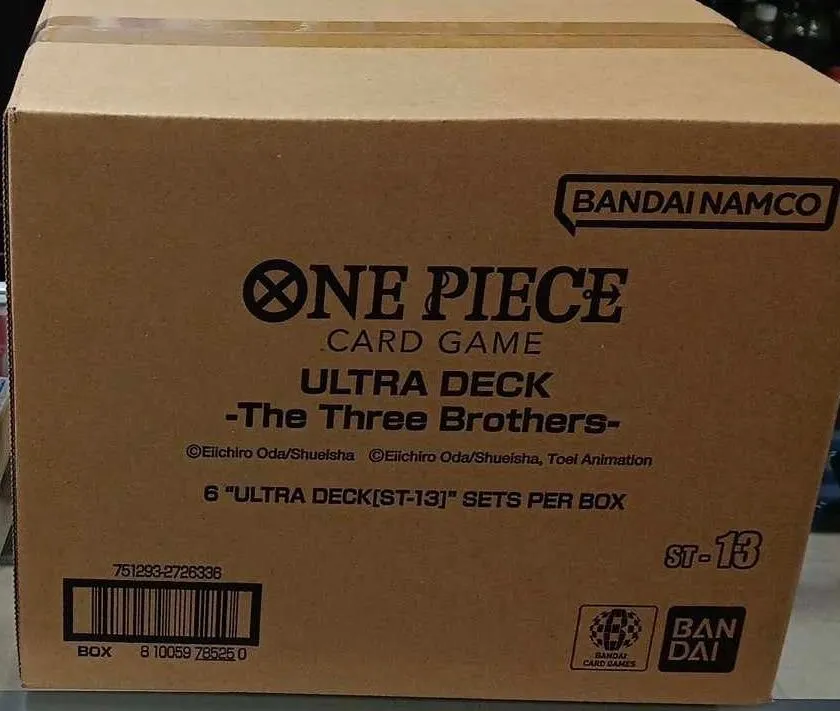 BANDAI NAMCO
ONE PIECE
CARD GAME
ULTRA DECK
-The Three Brothers-
©Eiichiro Oda/Shueisha ©Eiichiro Oda/Shueisha, Toei Animation
6 "ULTRA DECK[ST-13]" SETS PER BOX
ST-13
751293-2726336
BOX 8 10059 78525 0
BANDAI
CARD GAMES
BAN
DAI